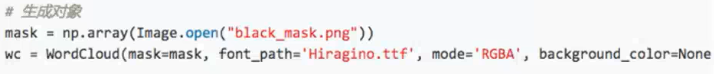 # 生成对象
mask = np.array(Image.open("black_mask.png"))
wc = WordCloud(mask=mask, font_path='Hiragino.ttf', mode='RGBA', background_color=None